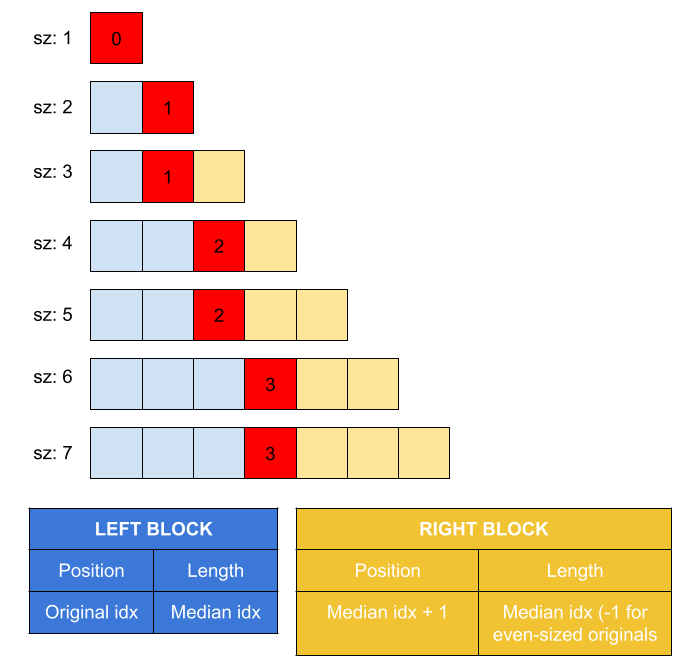 sz: 1
0
sz: 2
1
sz: 3
1
sz: 4
2
sz: 5
2
sz: 6
3
sz: 7
3
LEFT BLOCK
Position
Length
Original idx
Median idx
RIGHT BLOCK
Position
Length
Median idx + 1
Median idx (-1 for
even-sized originals